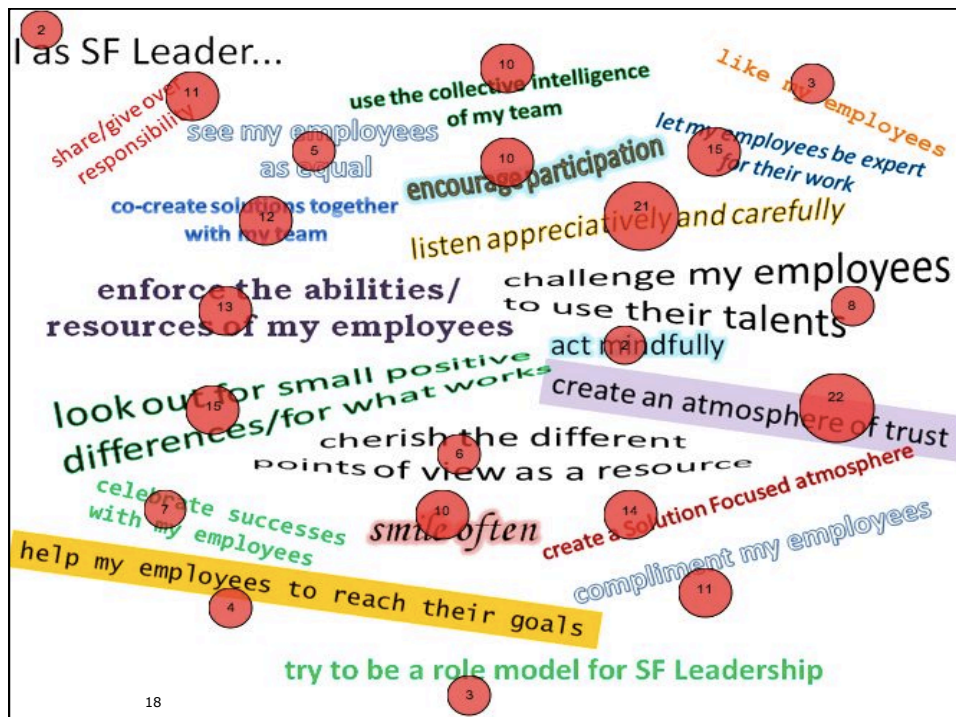 2
I as SF Leader...
10
use the collective intelligence
of my team
3
like my
employees
11
share/give over
responsibility
see my employees
5
as equal
10
encourage participation
15
let my employees be expert
for their work
12
co-create solutions together
with my team
21
listen appreciatively and carefully
13
enforce the abilities/
resources of my employees
challenge my employees
8
to use their talents
2
act mindfully
22
create an atmosphere of trust
15
look out for small positive
differences/for what works
6
cherish the different
points of view as a resource
7
celebrate successes
with my employees
10
smile often
14
create a Solution Focused atmosphere
compliment my employees
11
help my employees to reach their goals
4
try to be a role model for SF Leadership
3
18